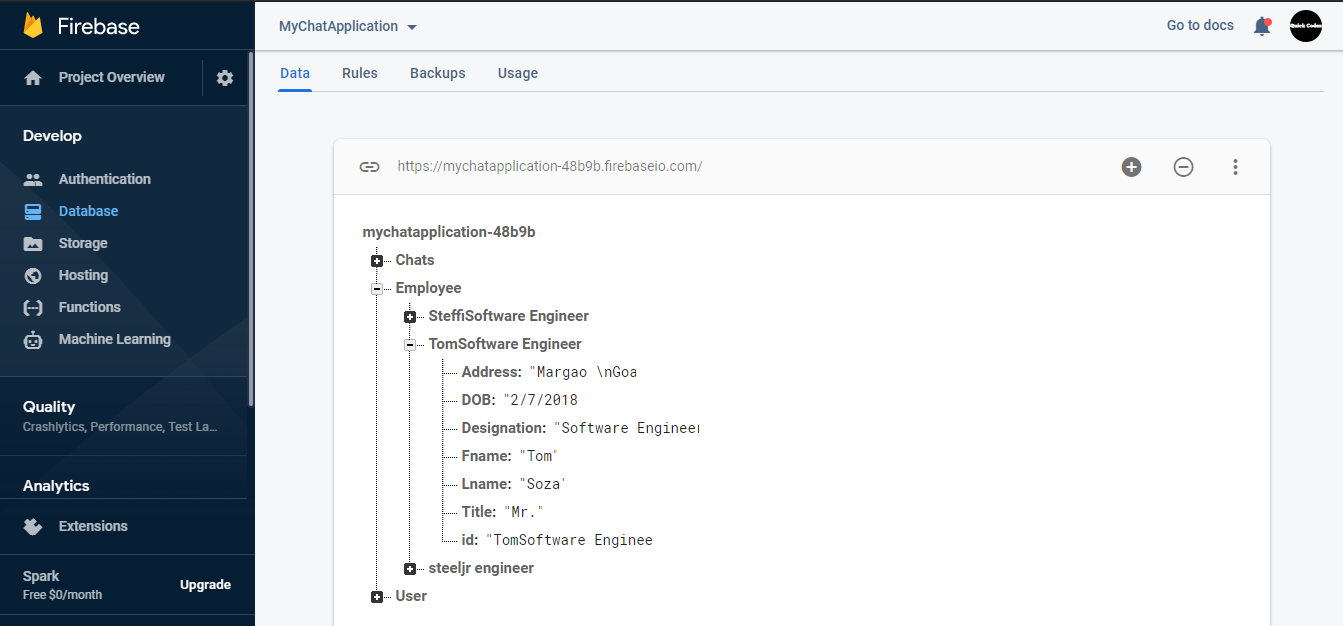 Firebase
Project Overview
Develop
Authentication
Database
Storage
Hosting
Functions
Machine Learning
Quality
Crashlytics, Performance, Test La...
Analytics
Extensions
Spark
Free $0/month
Upgrade
MyChatApplication
Go to docs
Quick Codes
Data Rules Backups Usage
https://mychatapplication-48b9b.firebaseio.com/
mychatapplication-48b9b
Chats
Employee
SteffiSoftware Engineer
TomSoftware Engineer
Address: "Margao \nGoa
DOB: "2/7/2018
Designation: "Software Engineer
Fname: "Tom"
Lname: "Soza'
Title: "Mr."
id: "TomSoftware Enginee
steeljr engineer
User